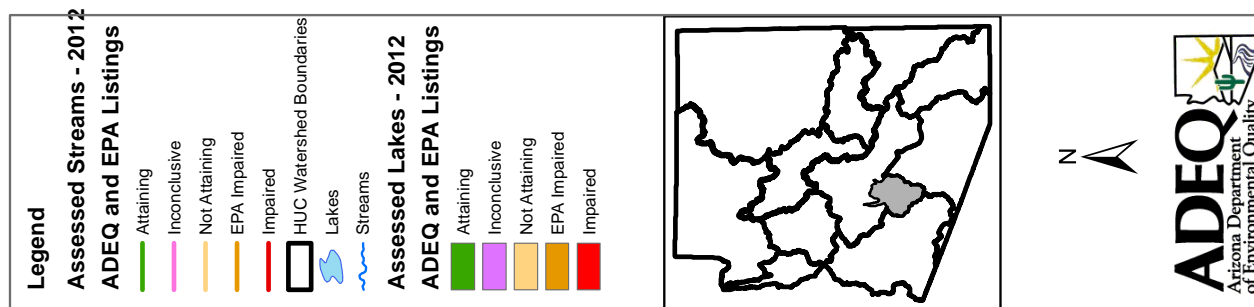 Legend
Assessed Streams - 2012
ADEQ and EPA Listings
Attaining
Inconclusive
Not Attaining
EPA Impaired
Impaired
HUC Watershed Boundaries
Lakes
Streams
Assessed Lakes - 2012
ADEQ and EPA Listings
Attaining
Inconclusive
Not Attaining
EPA Impaired
Impaired
N
ADEQ
Arizona Department
of Environmental Quality